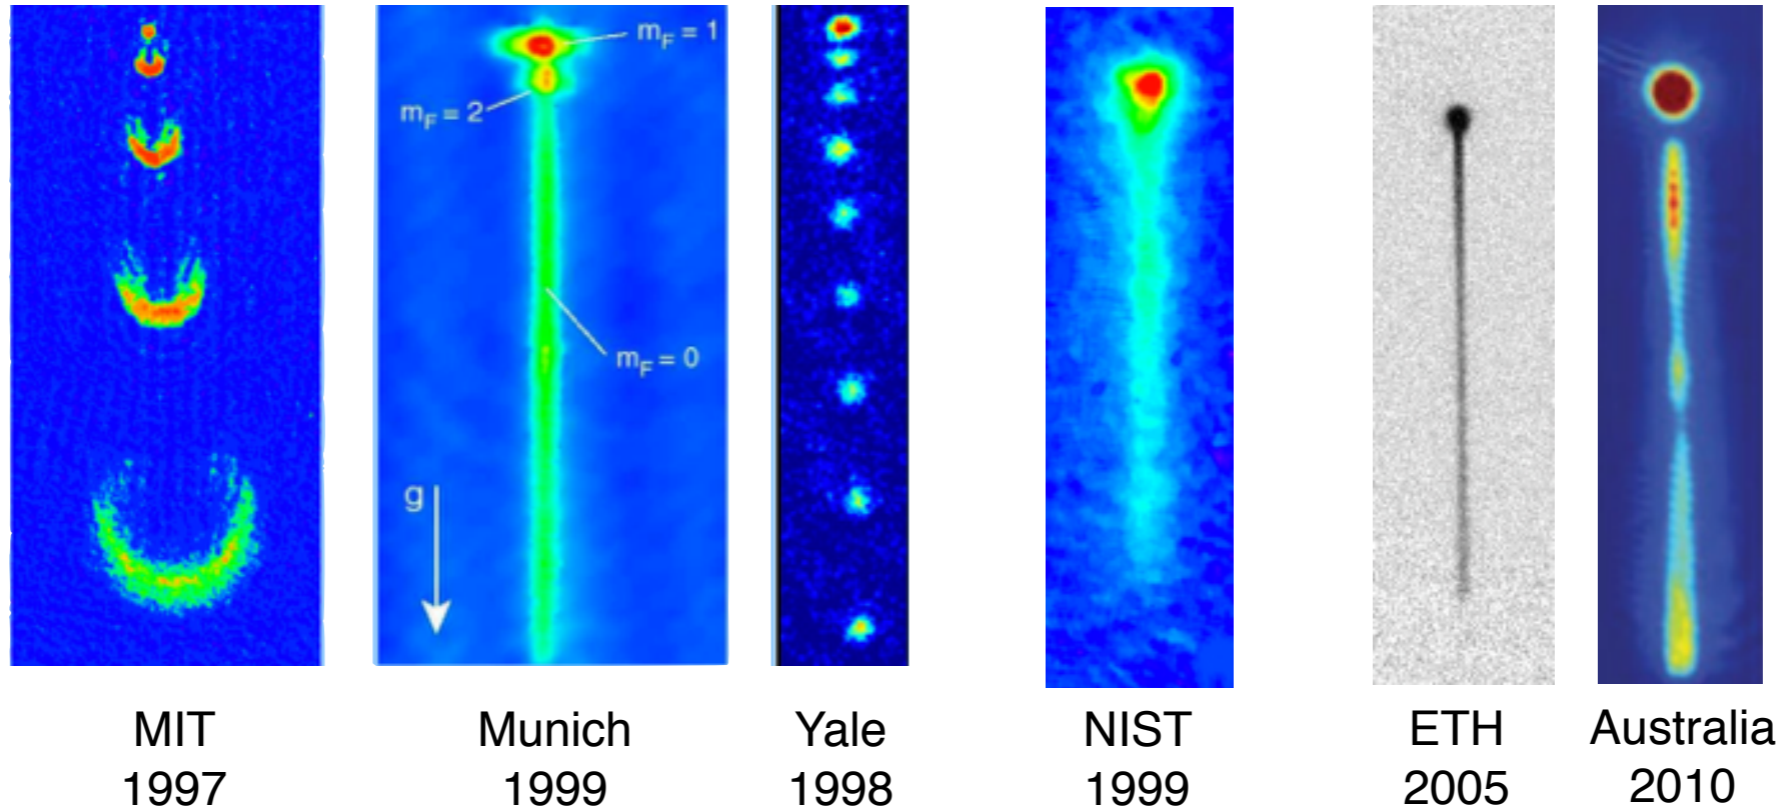 m_F = 1
m_F = 2
m_F = 0
g
MIT
1997
Munich
1999
Yale
1998
NIST
1999
ETH
2005
Australia
2010